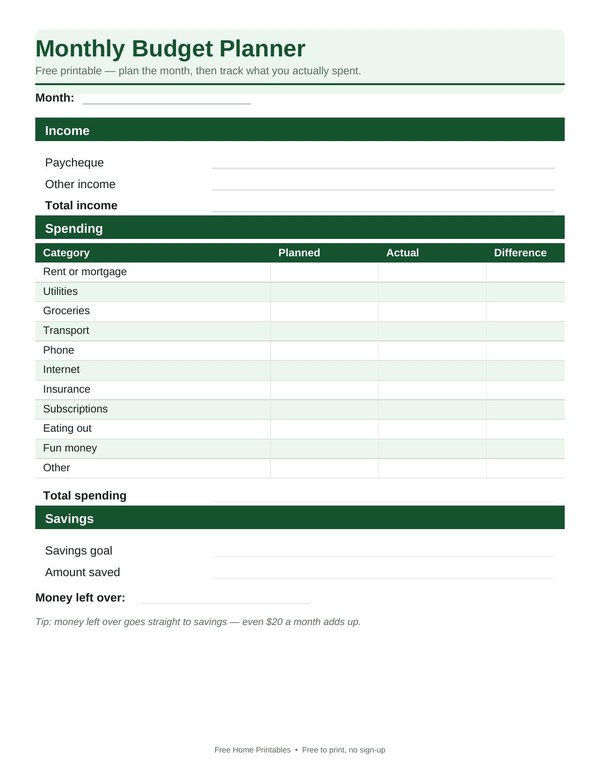 Monthly Budget Planner
Free printable — plan the month, then track what you actually spent.
Month:
Income
Paycheque
Other income
Total income
Spending
Category Planned Actual Difference
Rent or mortgage
Utilities
Groceries
Transport
Phone
Internet
Insurance
Subscriptions
Eating out
Fun money
Other
Total spending
Savings
Savings goal
Amount saved
Money left over:
Tip: money left over goes straight to savings — even $20 a month adds up.
Free Home Printables • Free to print, no sign-up